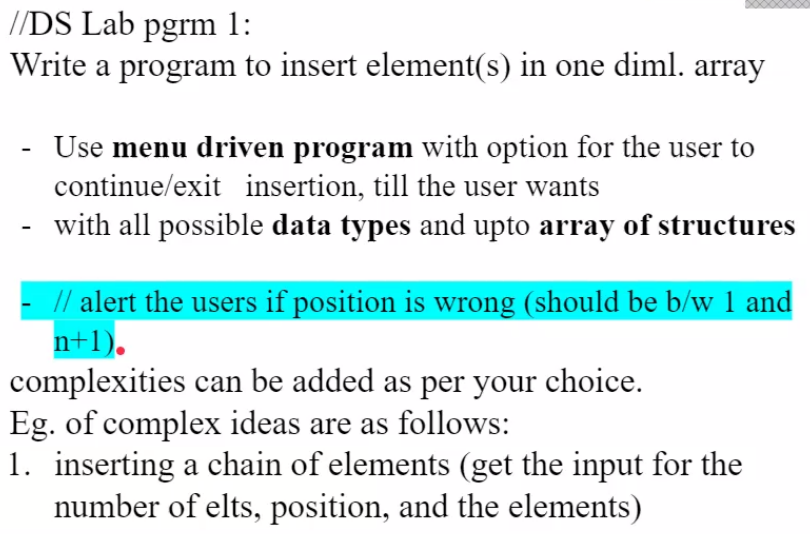 //DS Lab pgrm 1:
Write a program to insert element(s) in one diml. array
- Use menu driven program with option for the user to
continue/exit insertion, till the user wants
- with all possible data types and upto array of structures
- // alert the users if position is wrong (should be b/w 1 and
n+1).
complexities can be added as per your choice.
Eg. of complex ideas are as follows:
1. inserting a chain of elements (get the input for the
number of elts, position, and the elements)